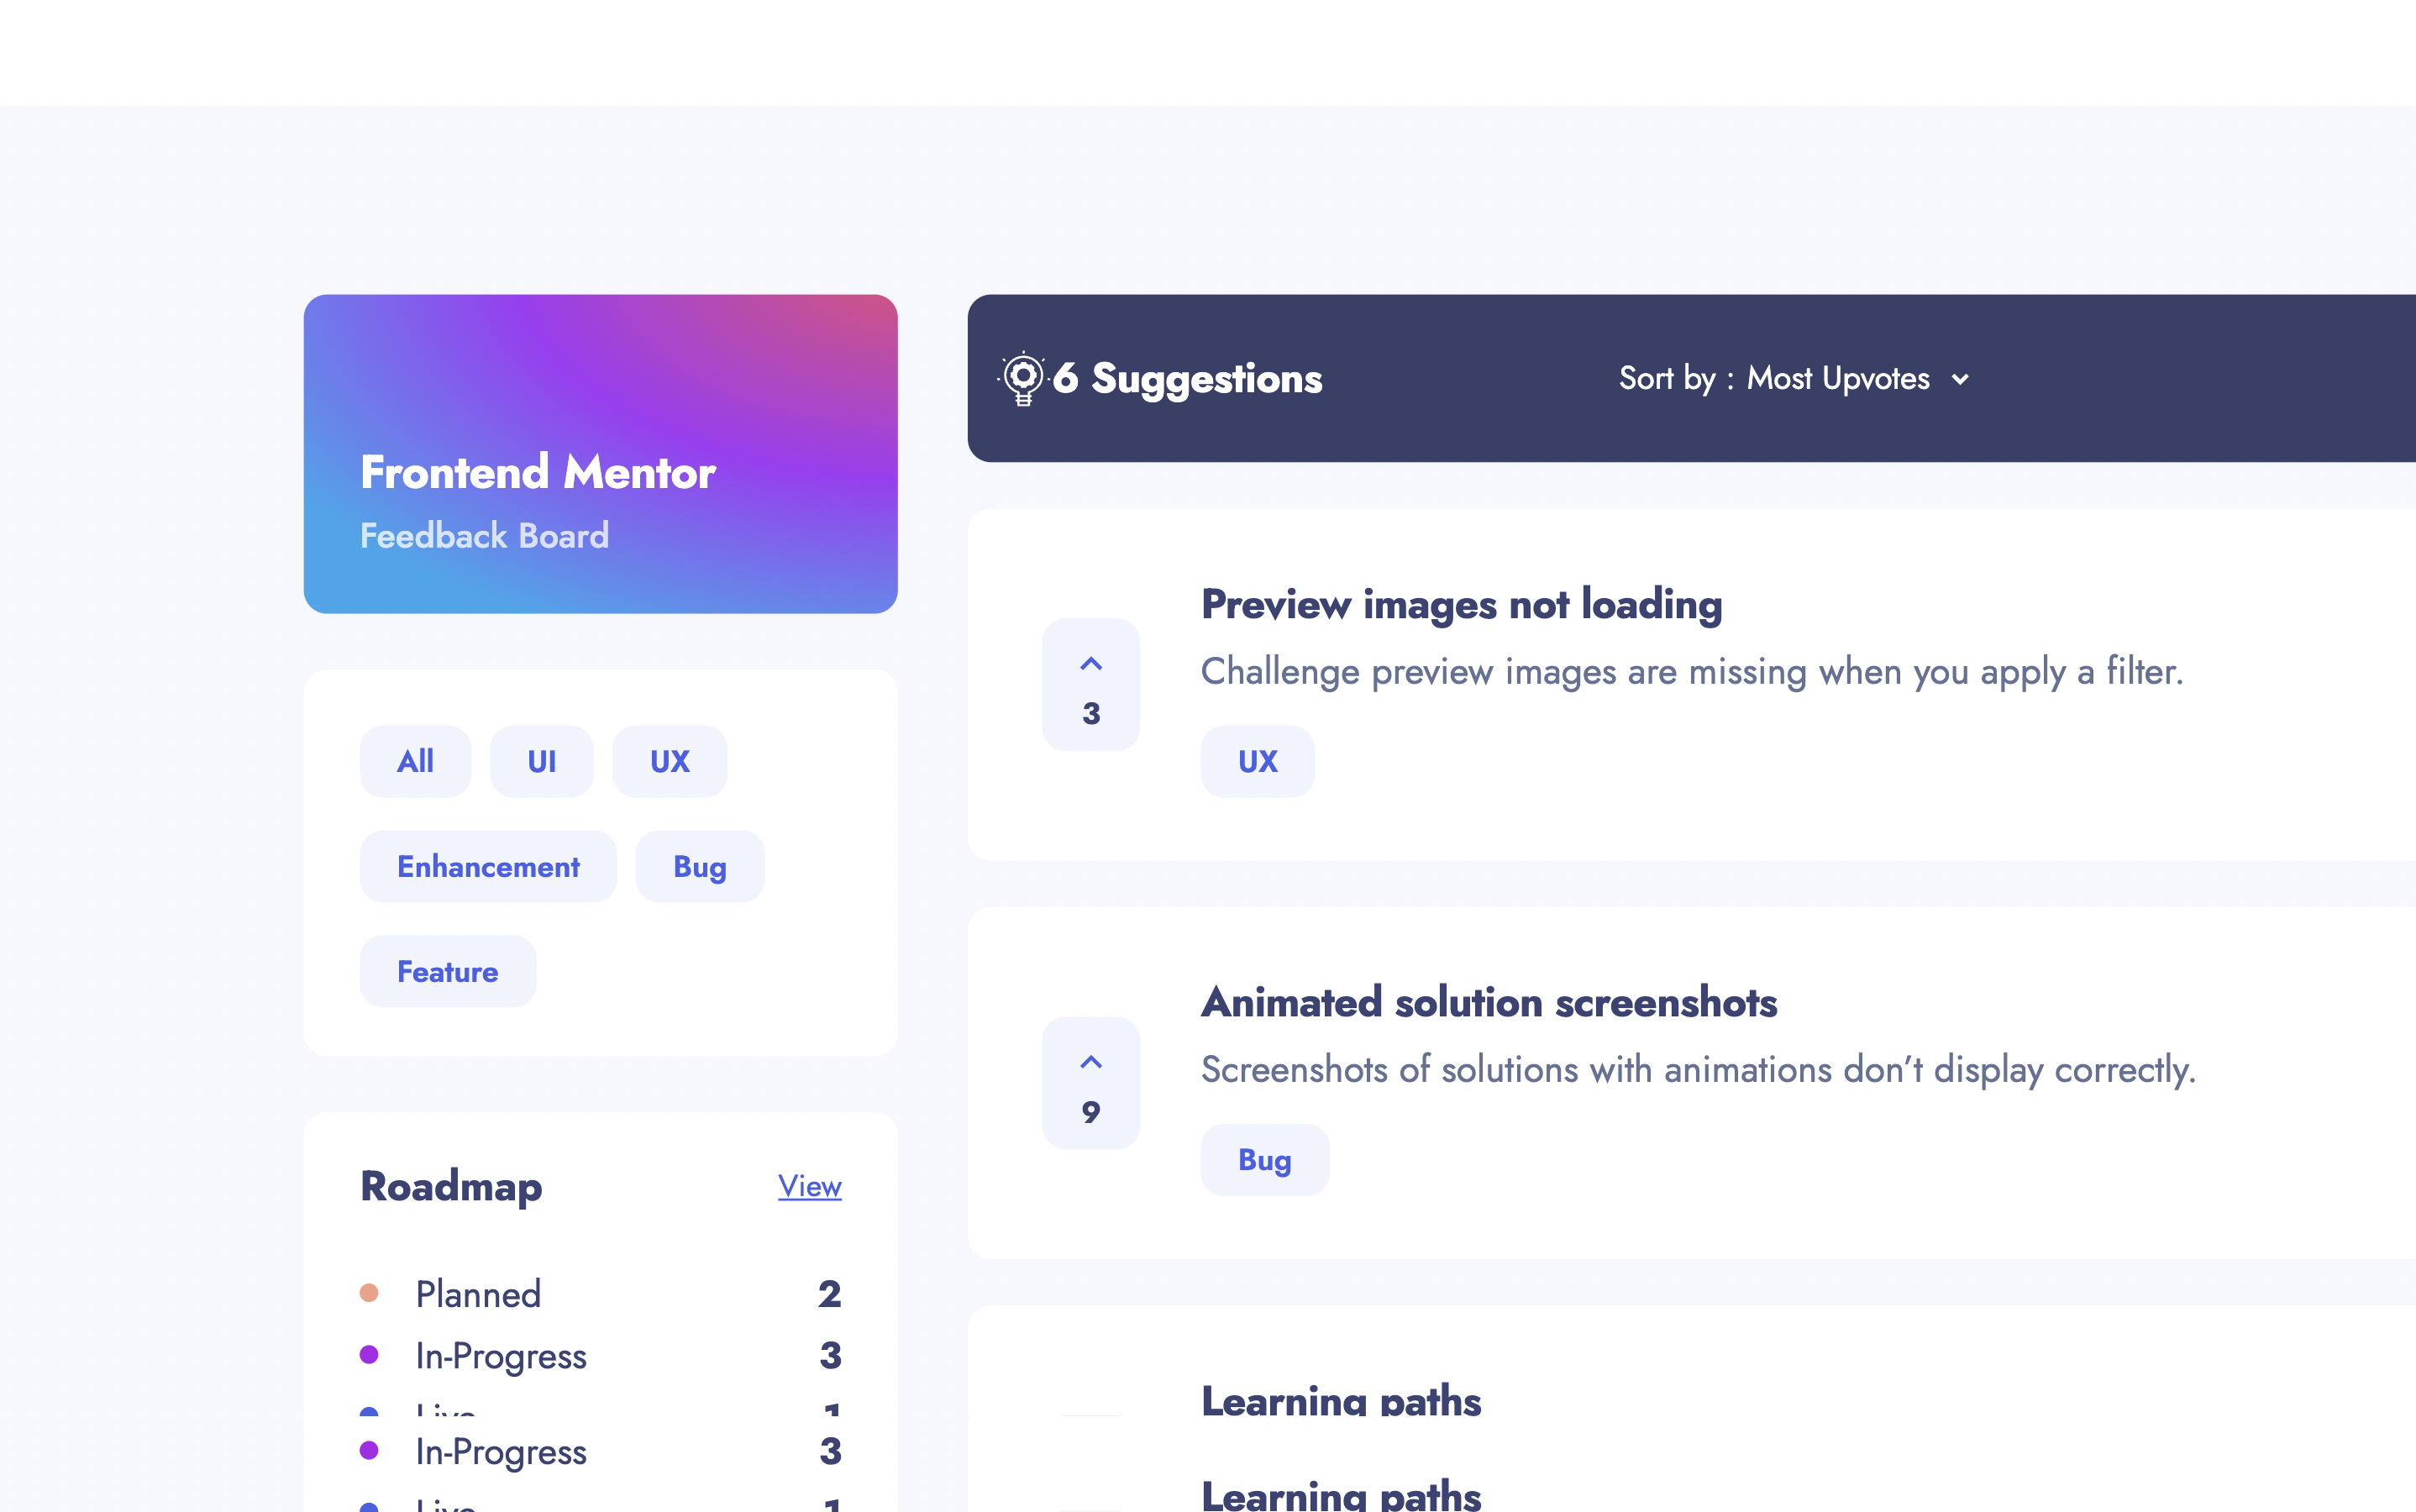 Frontend Mentor
Feedback Board
All UI UX
Enhancement Bug
Feature
Roadmap View
Planned 2
In-Progress 3
Live 1
In-Progress 3
Live 1
6 Suggestions Sort by : Most Upvotes
Preview images not loading
Challenge preview images are missing when you apply a filter.
3
UX
Animated solution screenshots
Screenshots of solutions with animations don’t display correctly.
9
Bug
Learning paths
Learning paths